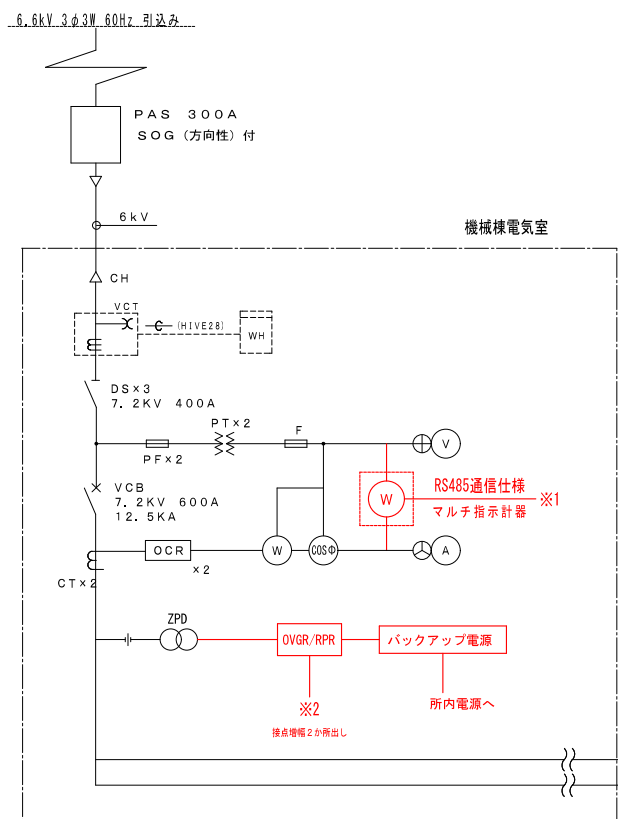 6.6kV 3φ3W 60Hz 引込み
PAS 300A
SOG (方向性) 付
6kV
機械棟電気室
CH
VCT
(HIVE28)
WH
DS×3
7.2KV 400A
PT×2
F
V
PF×2
RS485通信仕様
W
※1
マルチ指示計器
VCB
7.2KV 600A
12.5KA
OCR
×2
W
COSΦ
A
CT×2
ZPD
OVGR/RPR
バックアップ電源
※2
所内電源へ
接点増幅2か所出し